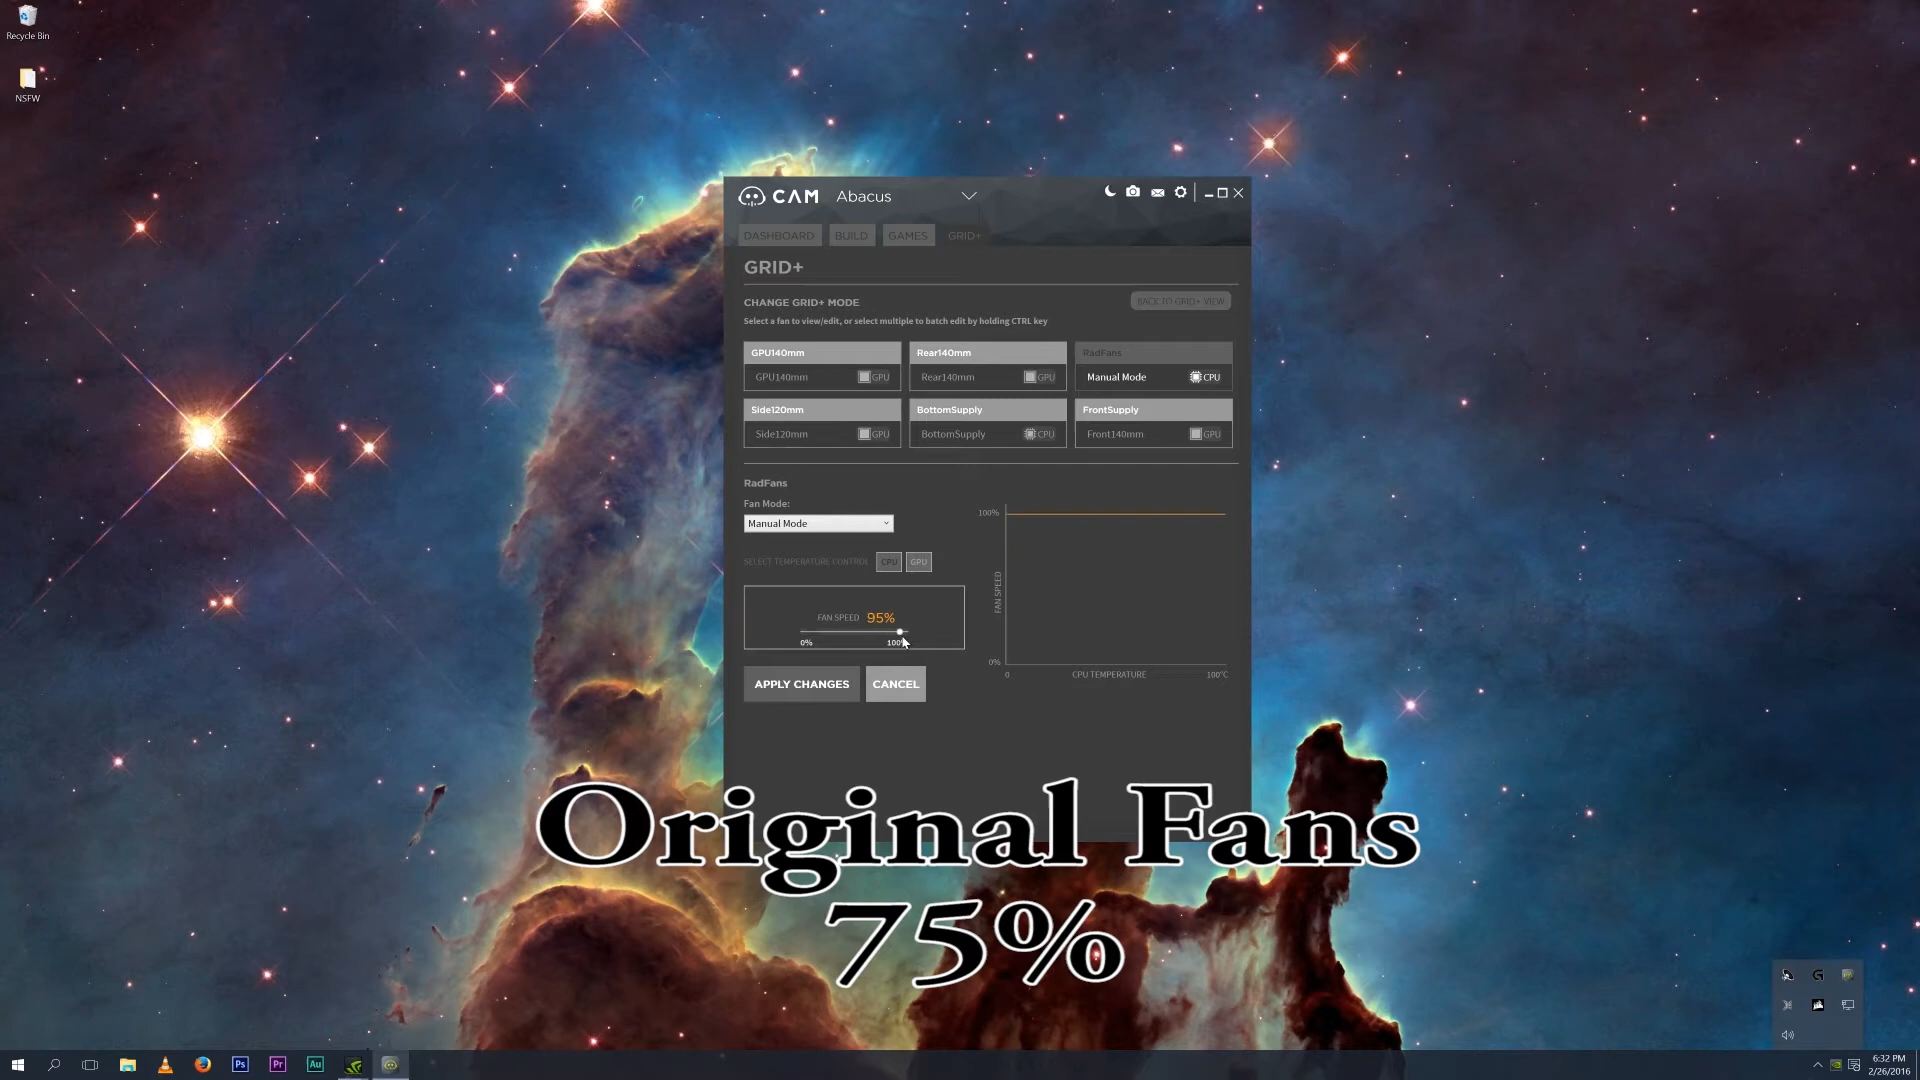 Recycle Bin
NSFW
CAM Abacus
DASHBOARD BUILD GAMES GRID+
GRID+
CHANGE GRID+ MODE
BACK TO GRID+ VIEW
Select a fan to view/edit, or select multiple to batch edit by holding CTRL key
GPU140mm Rear140mm RadFans
GPU140mm GPU Rear140mm GPU Manual Mode CPU
Side120mm BottomSupply FrontSupply
Side120mm GPU BottomSupply CPU Front140mm GPU
RadFans
Fan Mode:
Manual Mode
SELECT TEMPERATURE CONTROL CPU GPU
FAN SPEED 95%
0% 100%
APPLY CHANGES CANCEL
100%
FAN SPEED
0%
0 CPU TEMPERATURE 100°C
Original Fans
75%
Ps Pr Au
6:32 PM
2/26/2016